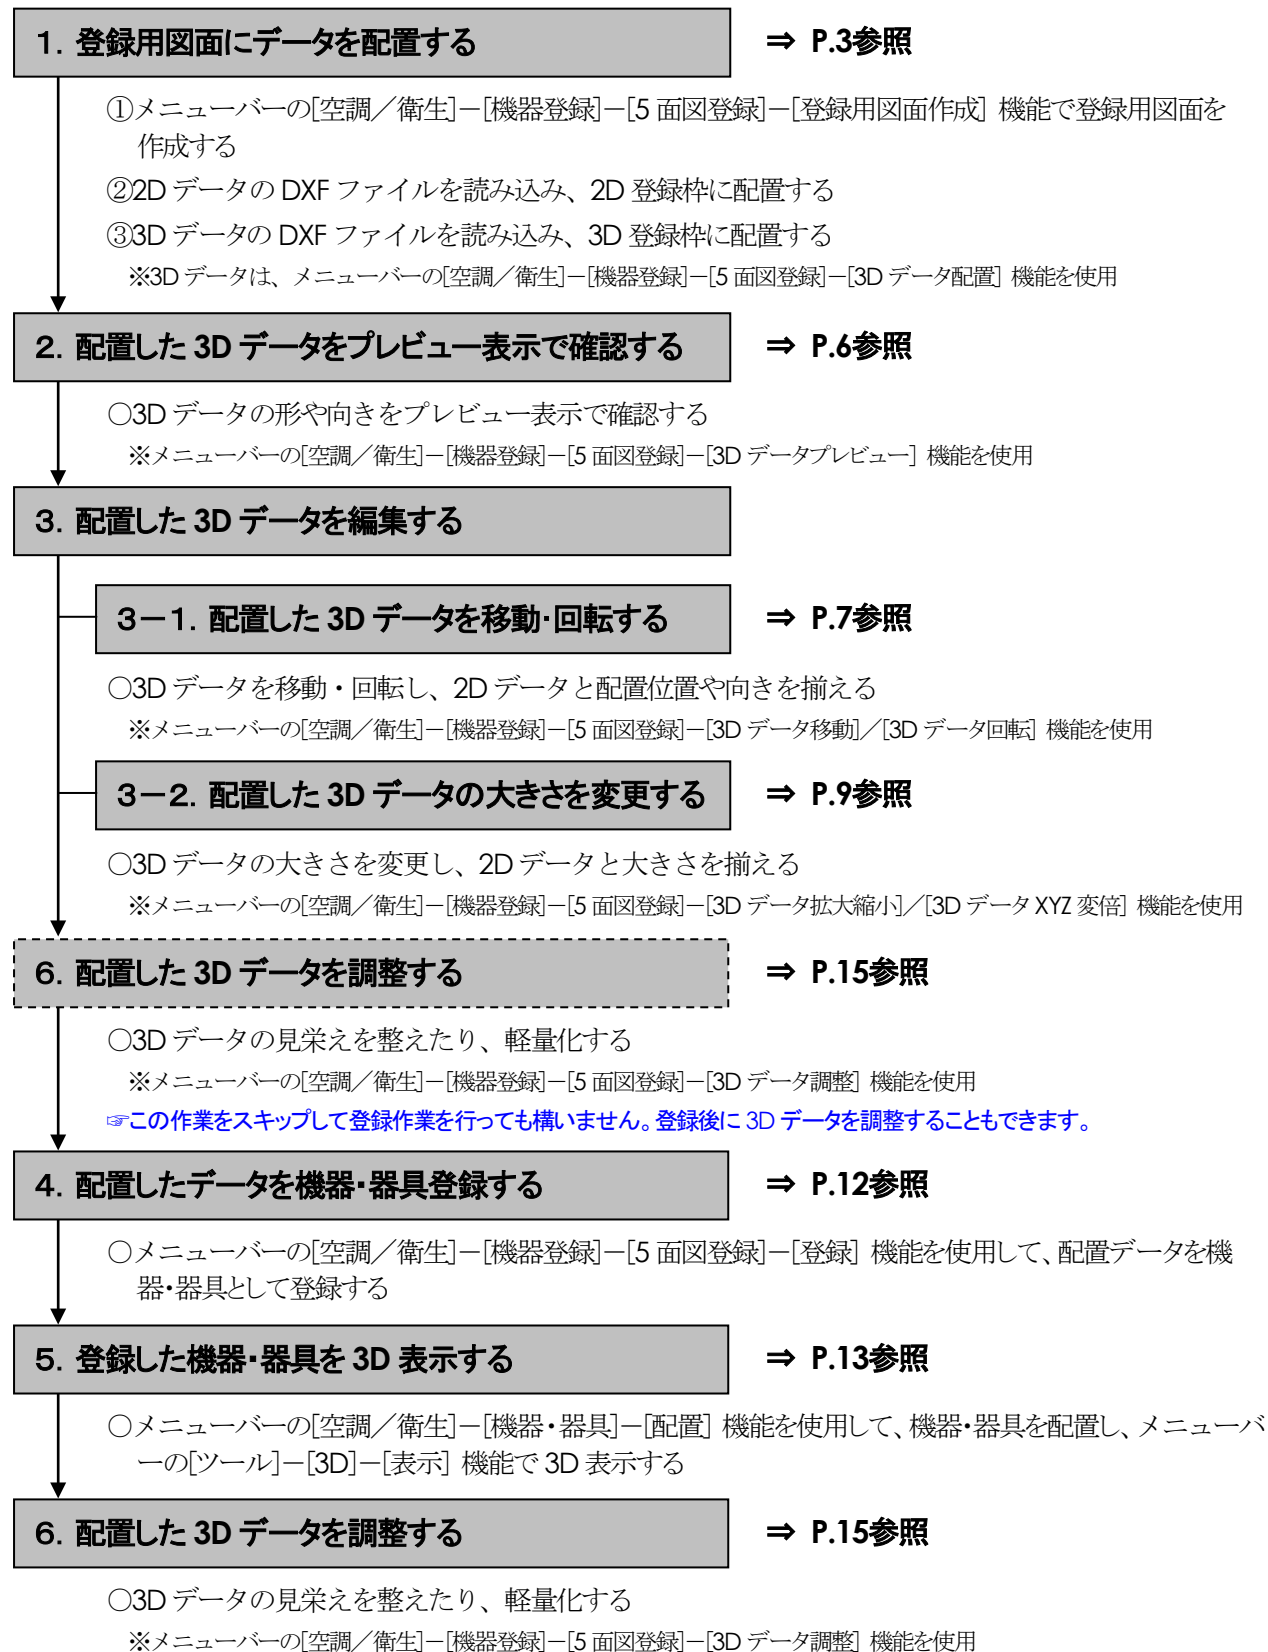 １．登録用図面にデータを配置する ⇒ P.3参照
①メニューバーの[空調／衛生]－[機器登録]－[5 面図登録]－[登録用図面作成] 機能で登録用図面を
作成する
②2D データの DXF ファイルを読み込み、2D 登録枠に配置する
③3D データの DXF ファイルを読み込み、3D 登録枠に配置する
※3D データは、メニューバーの[空調／衛生]－[機器登録]－[5 面図登録]－[3D データ配置] 機能を使用
２．配置した 3D データをプレビュー表示で確認する ⇒ P.6参照
○3D データの形や向きをプレビュー表示で確認する
※メニューバーの[空調／衛生]－[機器登録]－[5 面図登録]－[3D データプレビュー] 機能を使用
３．配置した 3D データを編集する
３－１．配置した 3D データを移動・回転する ⇒ P.7参照
○3D データを移動・回転し、2D データと配置位置や向きを揃える
※メニューバーの[空調／衛生]－[機器登録]－[5 面図登録]－[3D データ移動]／[3D データ回転] 機能を使用
３－２．配置した 3D データの大きさを変更する ⇒ P.9参照
○3D データの大きさを変更し、2D データと大きさを揃える
※メニューバーの[空調／衛生]－[機器登録]－[5 面図登録]－[3D データ拡大縮小]／[3D データ XYZ 変倍] 機能を使用
６．配置した 3D データを調整する ⇒ P.15参照
○3D データの見栄えを整えたり、軽量化する
※メニューバーの[空調／衛生]－[機器登録]－[5 面図登録]－[3D データ調整] 機能を使用
☞この作業をスキップして登録作業を行っても構いません。登録後に 3D データを調整することもできます。
４．配置したデータを機器・器具登録する ⇒ P.12参照
○メニューバーの[空調／衛生]－[機器登録]－[5 面図登録]－[登録] 機能を使用して、配置データを機
器・器具として登録する
５．登録した機器・器具を 3D 表示する ⇒ P.13参照
○メニューバーの[空調／衛生]－[機器・器具]－[配置] 機能を使用して、機器・器具を配置し、メニューバ
ーの[ツール]－[3D]－[表示] 機能で 3D 表示する
６．配置した 3D データを調整する ⇒ P.15参照
○3D データの見栄えを整えたり、軽量化する
※メニューバーの[空調／衛生]－[機器登録]－[5 面図登録]－[3D データ調整] 機能を使用